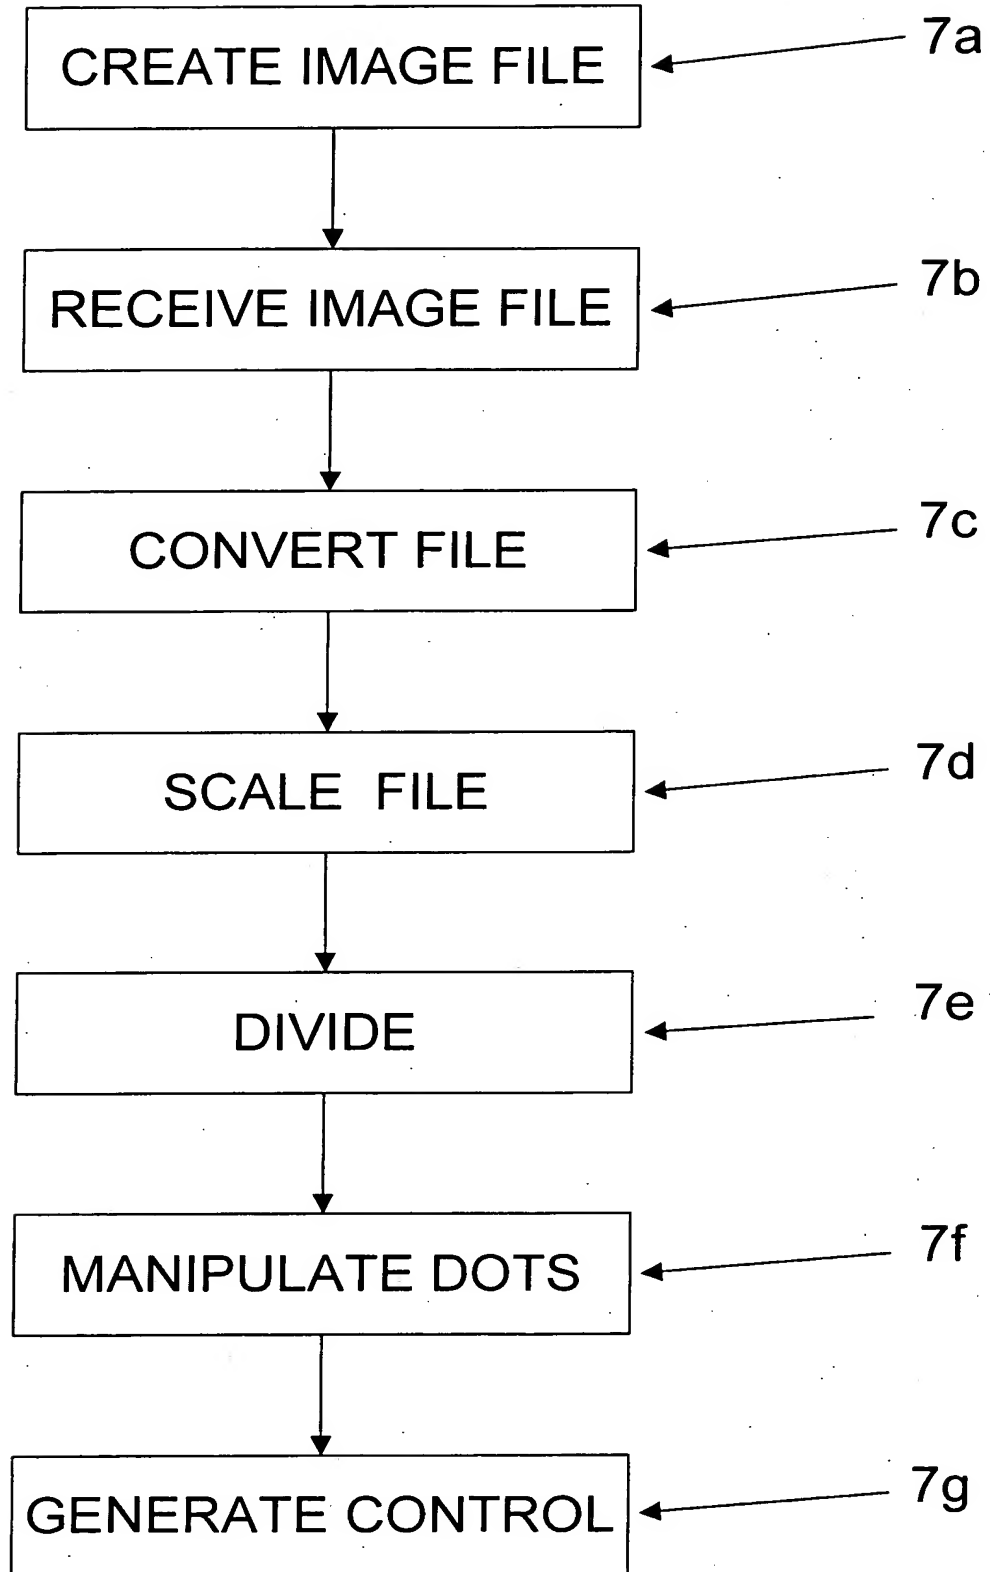 CREATE IMAGE FILE 7a
RECEIVE IMAGE FILE 7b
CONVERT FILE 7c
SCALE FILE 7d
DIVIDE 7e
MANIPULATE DOTS 7f
GENERATE CONTROL 7g